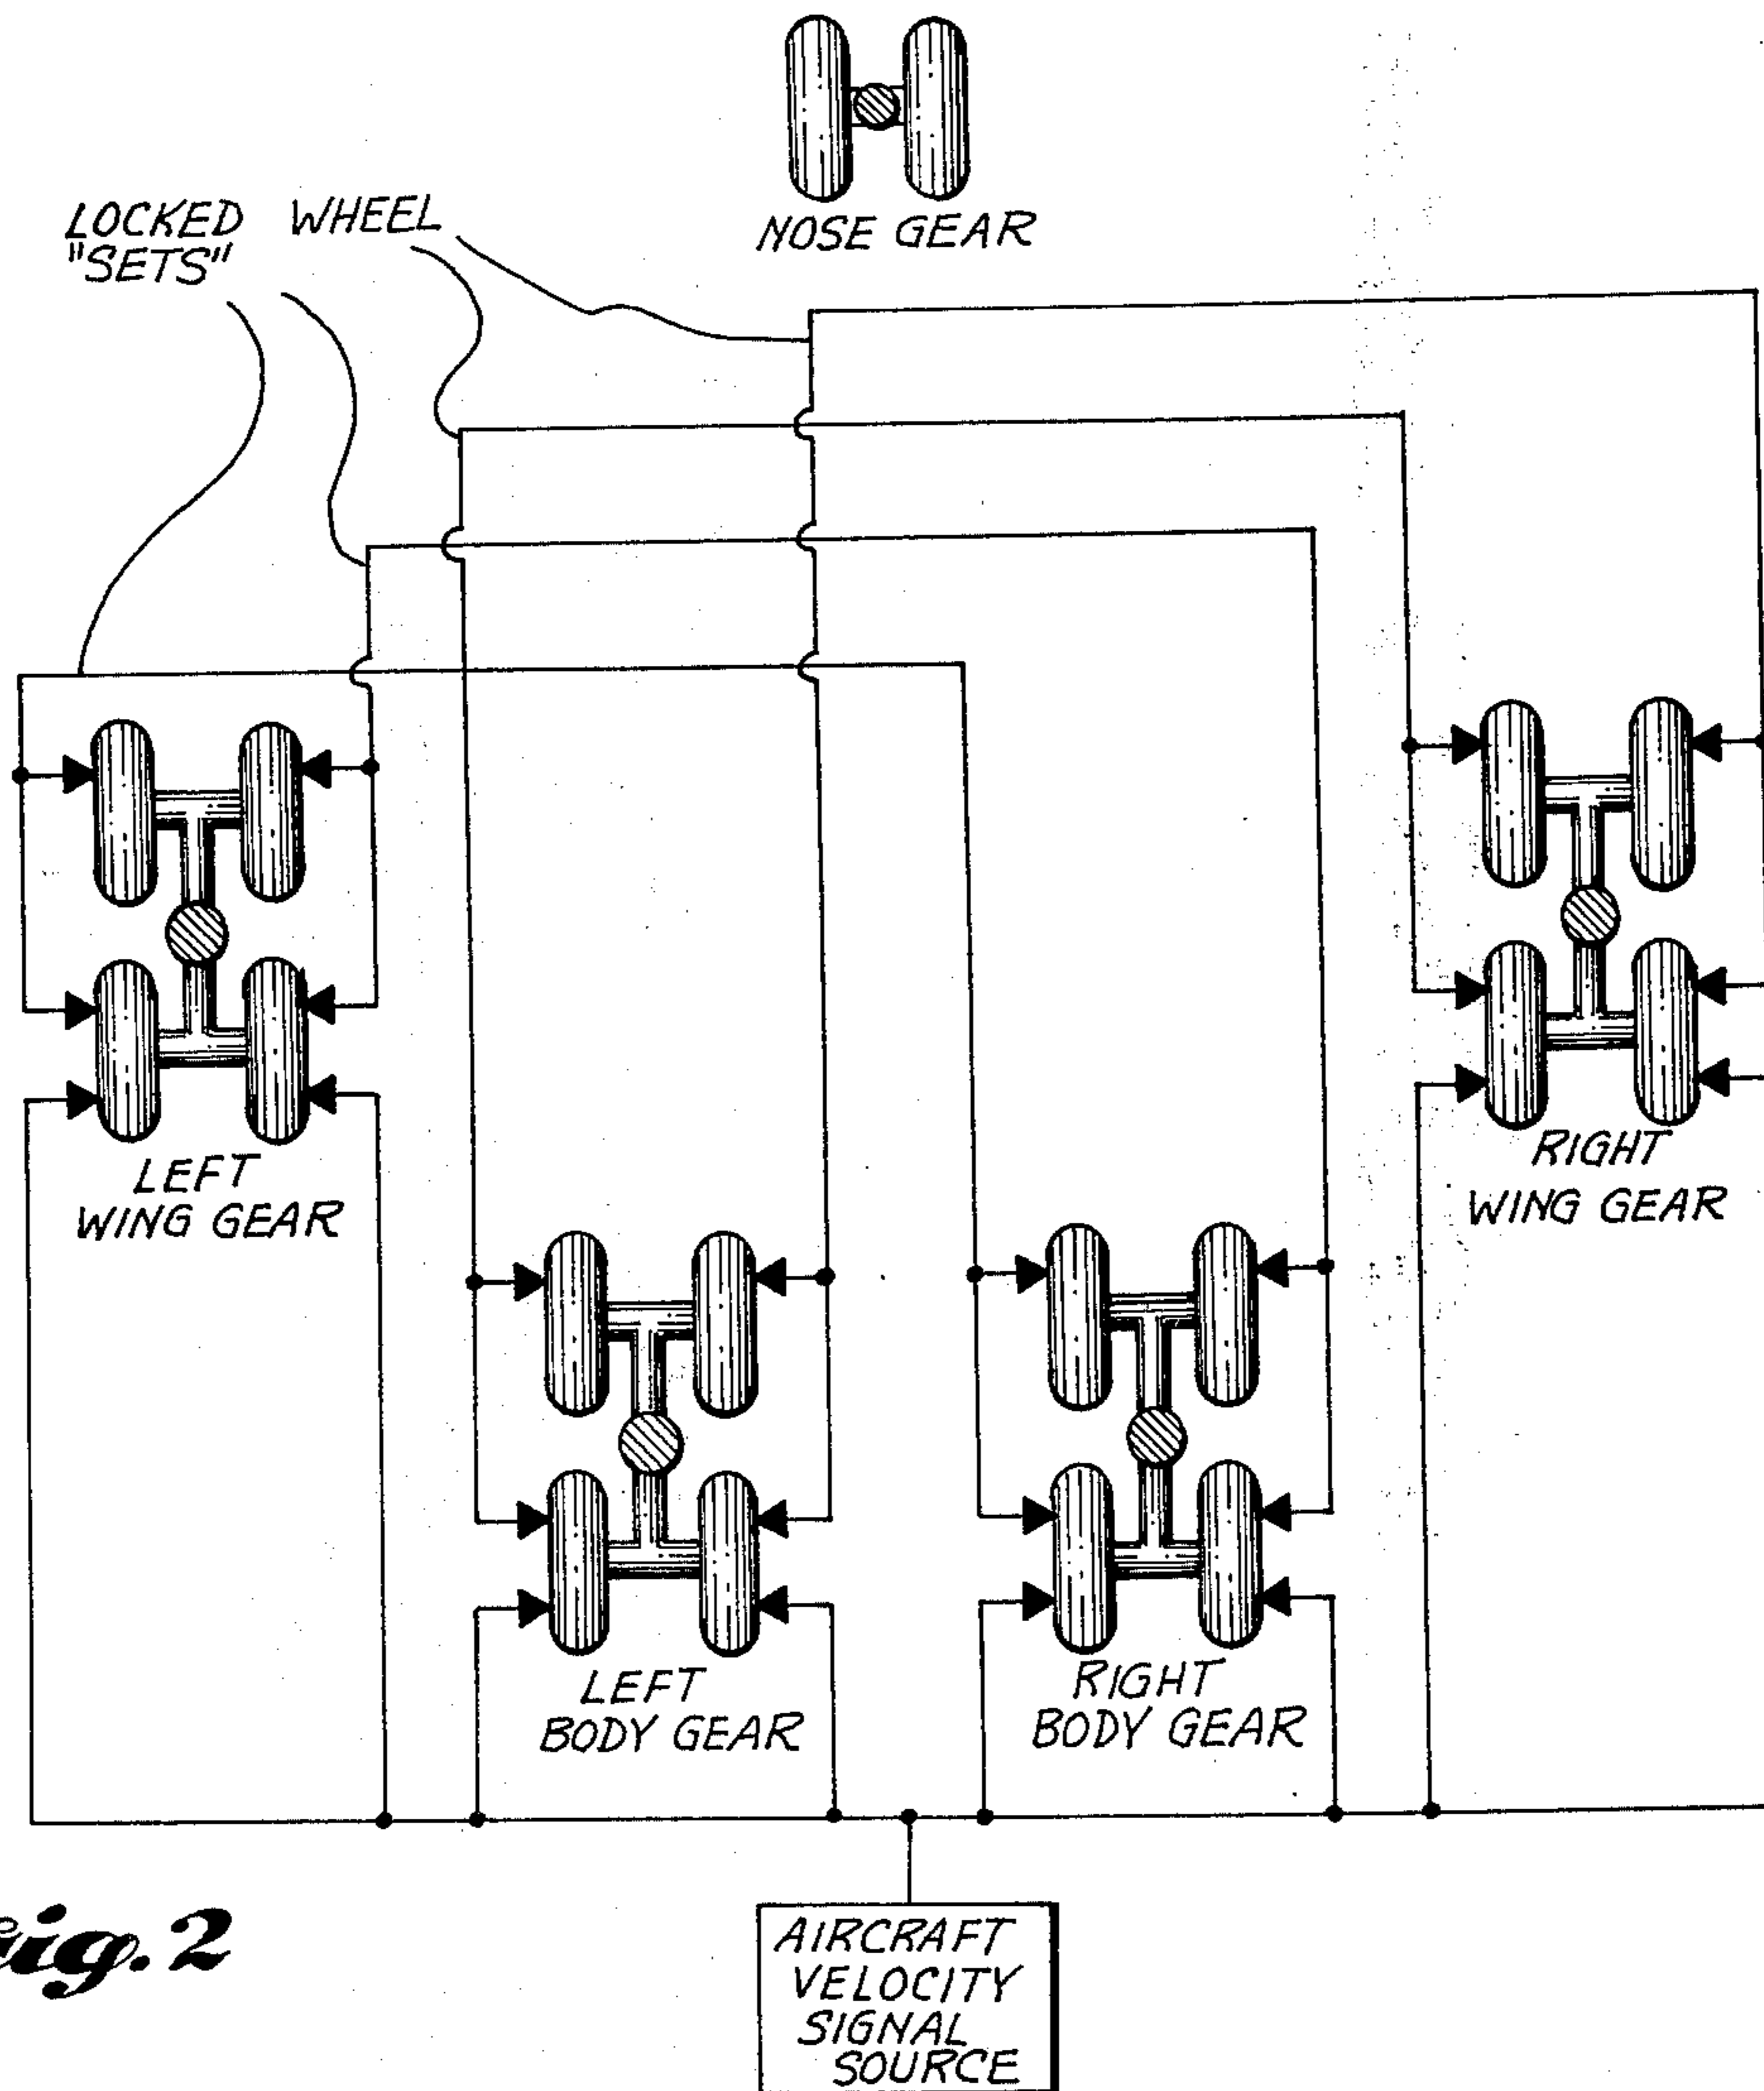 NOSE GEAR
LOCKED WHEEL
"SETS"
LEFT
WING GEAR
RIGHT
WING GEAR
LEFT
BODY GEAR
RIGHT
BODY GEAR
Fig. 2
AIRCRAFT
VELOCITY
SIGNAL
SOURCE